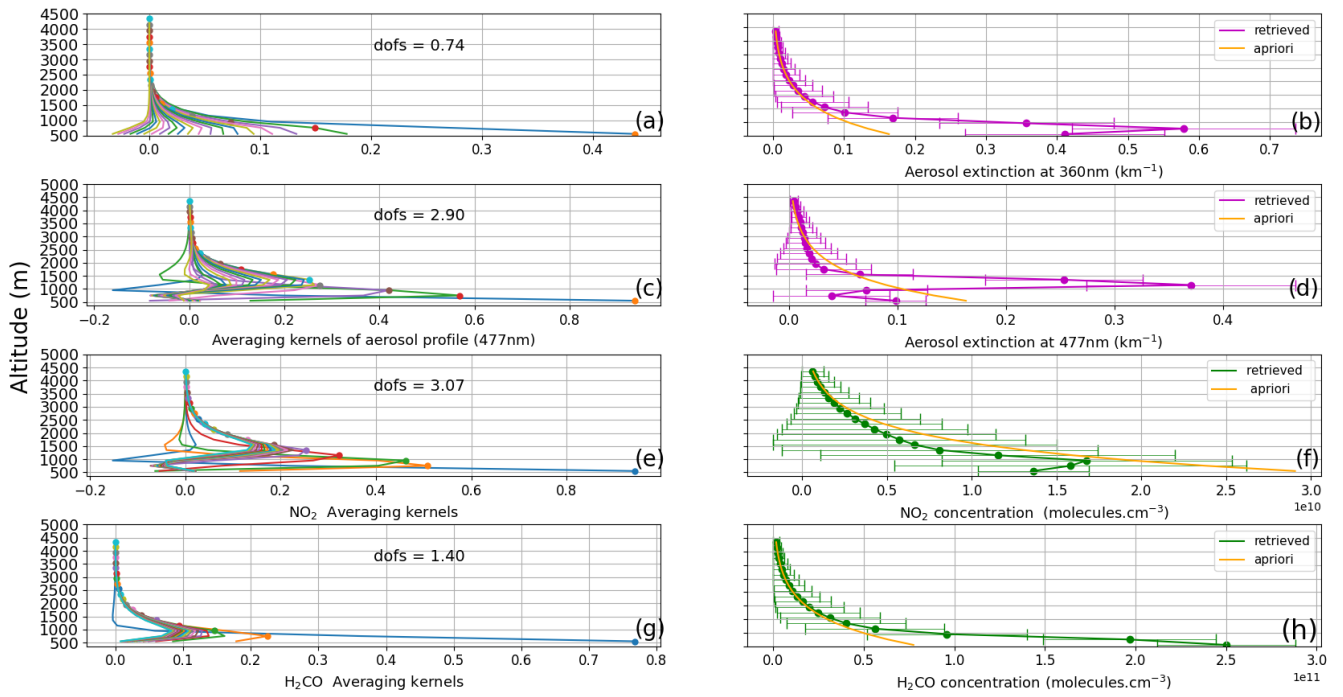 Altitude (m)
4500
4000
3500
3000
2500
2000
1500
1000
500
dofs = 0.74
(a)
0.0 0.1 0.2 0.3 0.4
retrieved
apriori
(b)
0.0 0.1 0.2 0.3 0.4 0.5 0.6 0.7
Aerosol extinction at 360nm (km⁻¹)
5000
4500
4000
3500
3000
2500
2000
1500
1000
500
dofs = 2.90
(c)
−0.2 0.0 0.2 0.4 0.6 0.8
Averaging kernels of aerosol profile (477nm)
retrieved
apriori
(d)
0.0 0.1 0.2 0.3 0.4
Aerosol extinction at 477nm (km⁻¹)
5000
4500
4000
3500
3000
2500
2000
1500
1000
500
dofs = 3.07
(e)
−0.2 0.0 0.2 0.4 0.6 0.8
NO₂ Averaging kernels
retrieved
apriori
(f)
0.0 0.5 1.0 1.5 2.0 2.5 3.0
1e10
NO₂ concentration (molecules.cm⁻³)
5000
4500
4000
3500
3000
2500
2000
1500
1000
500
dofs = 1.40
(g)
0.0 0.1 0.2 0.3 0.4 0.5 0.6 0.7 0.8
H₂CO Averaging kernels
retrieved
apriori
(h)
0.0 0.5 1.0 1.5 2.0 2.5 3.0
1e11
H₂CO concentration (molecules.cm⁻³)